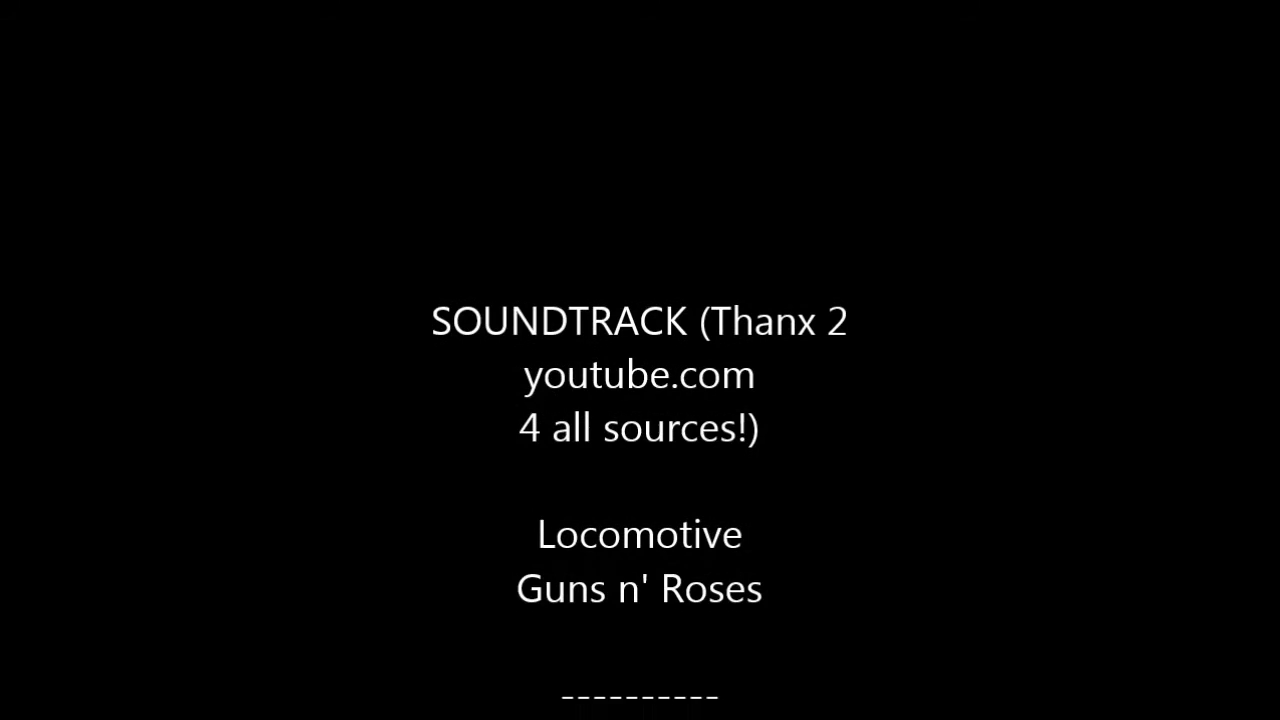 SOUNDTRACK (Thanx 2
youtube.com
4 all sources!)
Locomotive
Guns n' Roses
----------